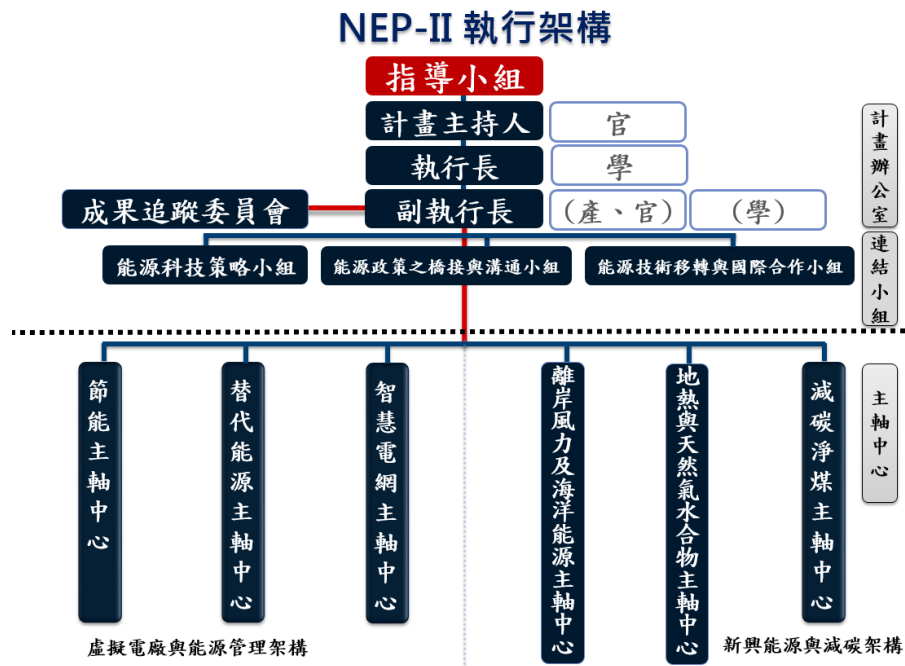 NEP-II 執行架構
指導小組
計畫主持人
官
執行長
學
成果追蹤委員會
副執行長
(產、官)
(學)
計畫辦公室
能源科技策略小組
能源政策之橋接與溝通小組
能源技術移轉與國際合作小組
連結小組
節能主軸中心
替代能源主軸中心
智慧電網主軸中心
離岸風力及海洋能源主軸中心
地熱與天然氣水合物主軸中心
減碳淨煤主軸中心
主軸中心
虛擬電廠與能源管理架構
新興能源與減碳架構